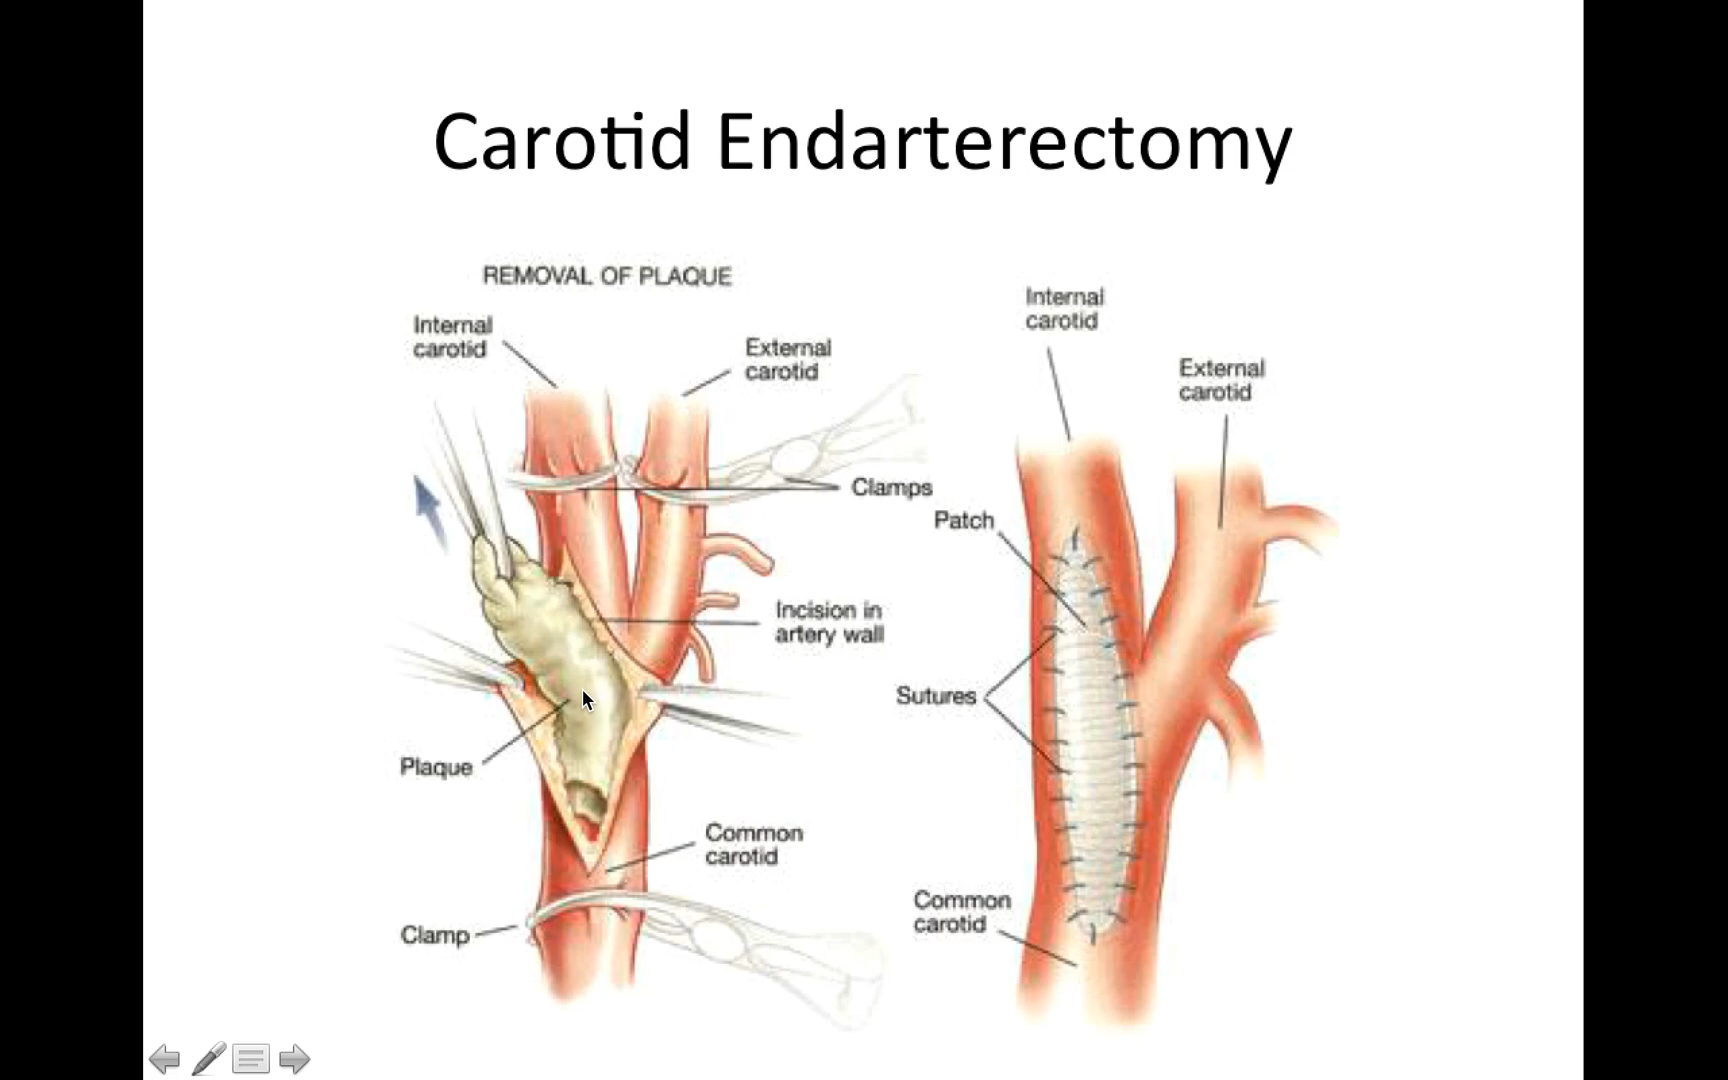 Carotid Endarterectomy
REMOVAL OF PLAQUE
Internal
carotid
External
carotid
Clamps
Incision in
artery wall
Plaque
Common
carotid
Clamp
Internal
carotid
External
carotid
Patch
Sutures
Common
carotid